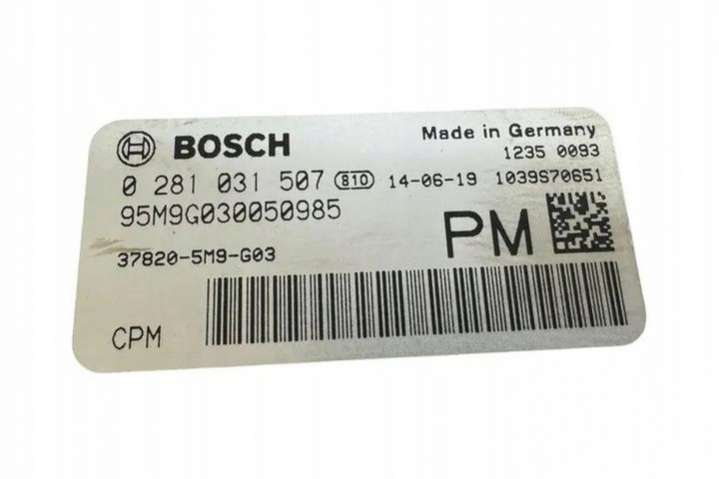 BOSCH Made in Germany
1235 0093
0 281 031 507 810 14-06-19 1039S70651
95M9G030050985
PM
37820-5M9-G03
CPM